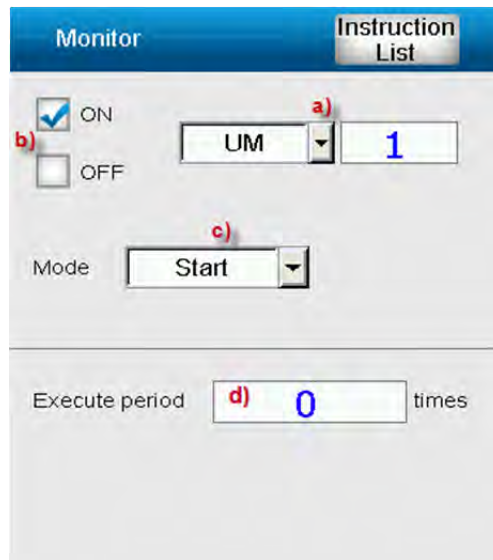 Monitor
Instruction
List
ON
a)
b)
UM
1
OFF
c)
Mode
Start
Execute period
d)
0
times